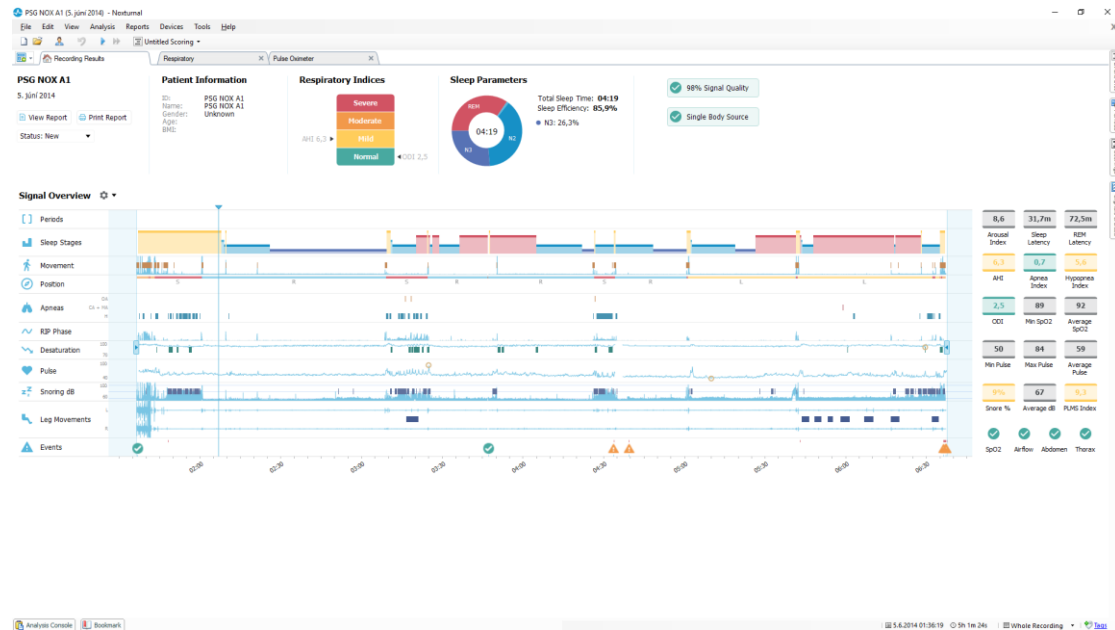 PSG NOX A1 (5. júní 2014) - Noxturnal
File Edit View Analysis Reports Devices Tools Help
Untitled Scoring
Recording Results
Respiratory
Pulse Oximeter
PSG NOX A1
5. júní 2014
View Report
Print Report
Status: New
Patient Information
ID: PSG NOX A1
Name: PSG NOX A1
Gender: Unknown
Age:
BMI:
Respiratory Indices
Severe
Moderate
AHI 6,3
Mild
Normal
ODI 2,5
Sleep Parameters
REM
N2
N3
04:19
Total Sleep Time: 04:19
Sleep Efficiency: 85,9%
N3: 26,3%
98% Signal Quality
Single Body Source
Signal Overview
Periods
Sleep Stages
Movement
Position
S R S R R S R L L
Apneas
RIP Phase
Desaturation
100
70
Pulse
100
40
Snoring dB
100
40
Leg Movements
L
R
Events
02:00 02:30 03:00 03:30 04:00 04:30 05:00 05:30 06:00 06:30
8,6 31,7m 72,5m
Arousal Index
Sleep Latency
REM Latency
6,3 0,7 5,6
AHI
Apnea Index
Hypopnea Index
2,5 89 92
ODI
Min SpO2
Average SpO2
50 84 59
Min Pulse
Max Pulse
Average Pulse
9% 67 8,3
Snore %
Average dB
PLMS Index
SpO2 Airflow Abdomen Thorax
Analysis Console
Bookmark
5.6.2014 01:36:19
5h 1m 24s
Whole Recording
Tags